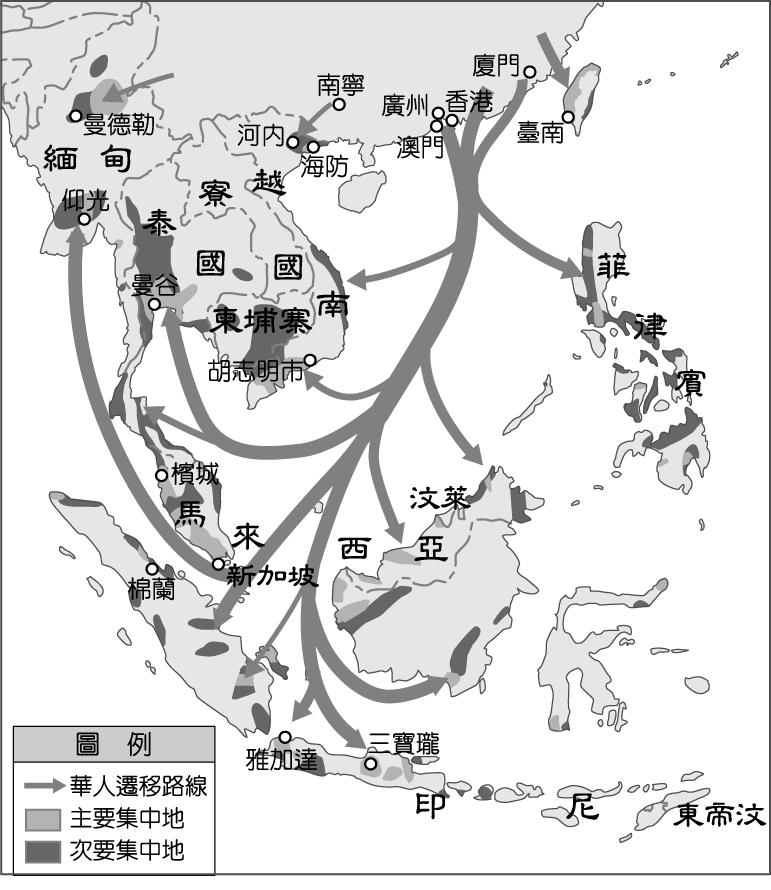 廈門
南寧
廣州
香港
澳門
臺南
曼德勒
河內
海防
緬甸
仰光
泰國
寮國
越南
曼谷
柬埔寨
胡志明市
菲律賓
檳城
馬來西亞
汶萊
新加坡
棉蘭
雅加達
三寶瓏
印尼
東帝汶
圖例
華人遷移路線
主要集中地
次要集中地